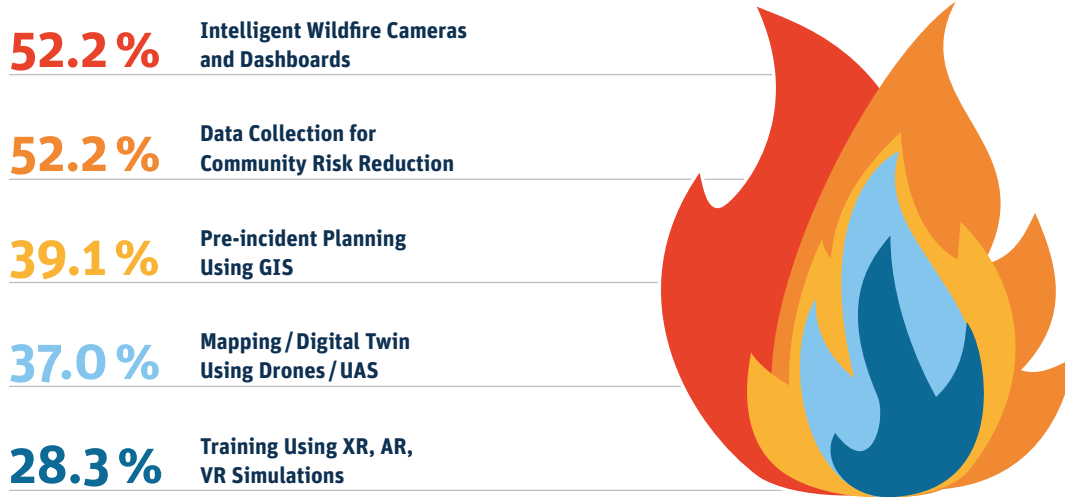 52.2 %
Intelligent Wildfire Cameras
and Dashboards
52.2 %
Data Collection for
Community Risk Reduction
39.1 %
Pre-incident Planning
Using GIS
37.0 %
Mapping / Digital Twin
Using Drones / UAS
28.3 %
Training Using XR, AR,
VR Simulations